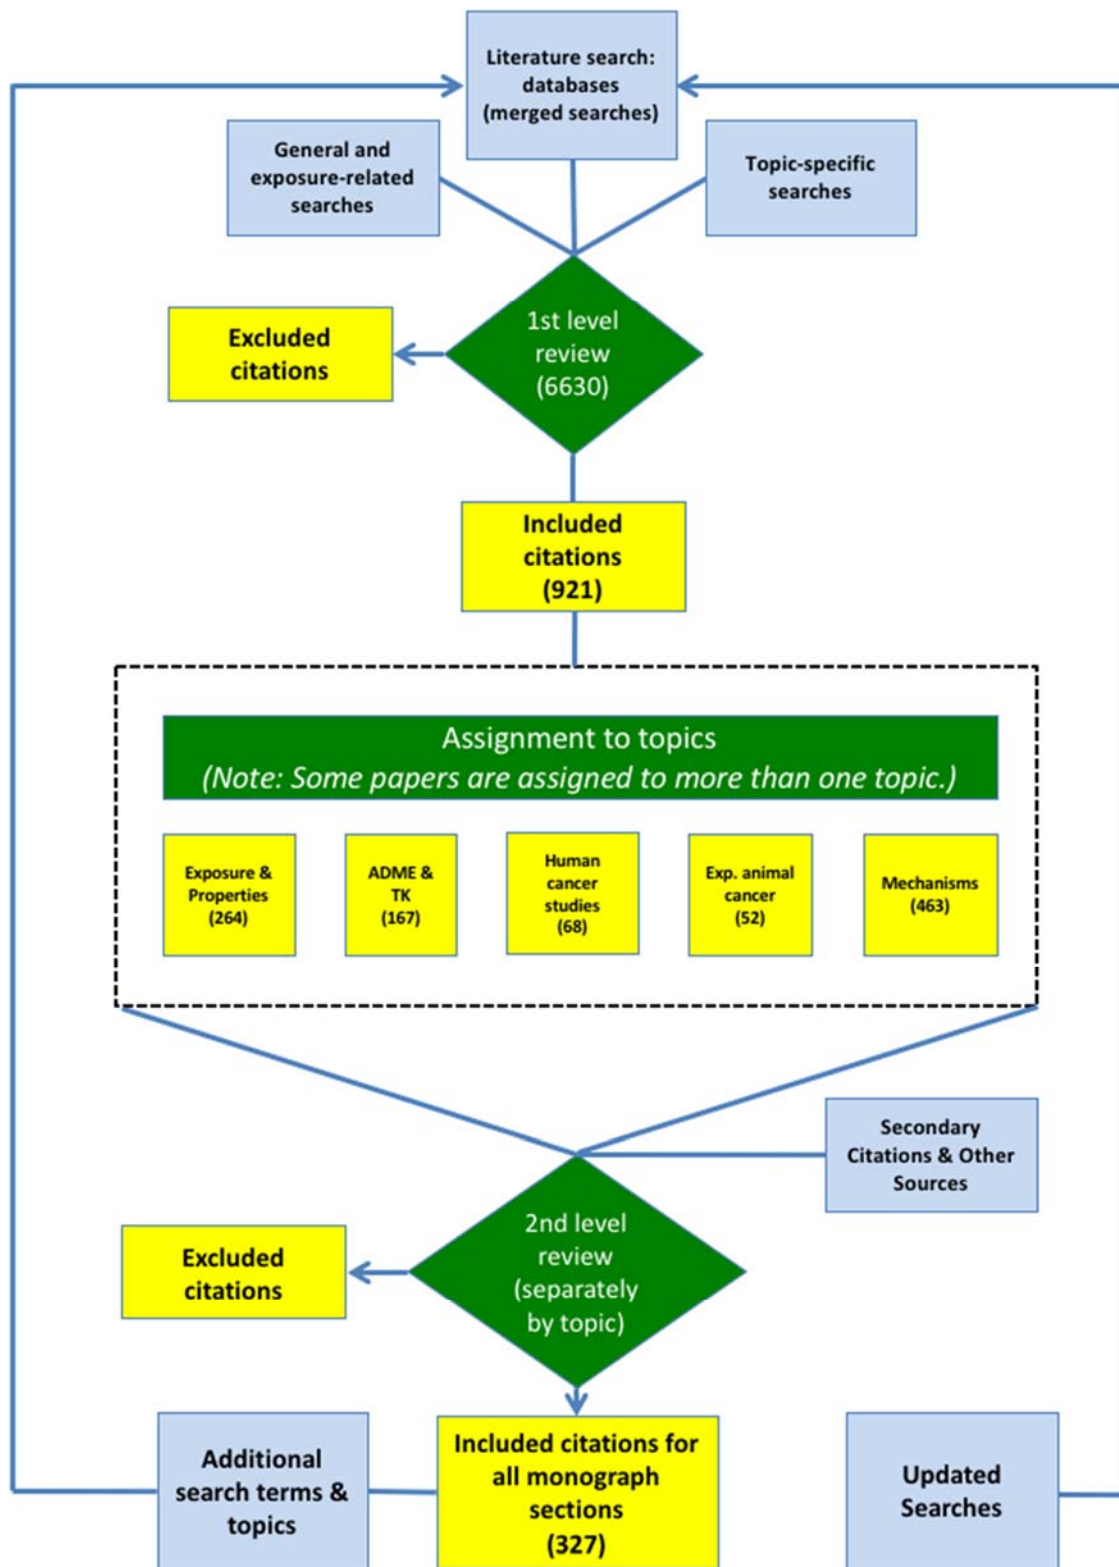 Literature search:
databases
(merged searches)
General and
exposure-related
searches
Topic-specific
searches
1st level
review
(6630)
Excluded
citations
Included
citations
(921)
Assignment to topics
(Note: Some papers are assigned to more than one topic.)
Exposure &
Properties
(264)
ADME &
TK
(167)
Human
cancer
studies
(68)
Exp. animal
cancer
(52)
Mechanisms
(463)
Secondary
Citations & Other
Sources
2nd level
review
(separately
by topic)
Excluded
citations
Additional
search terms &
topics
Included citations for
all monograph
sections
(327)
Updated
Searches